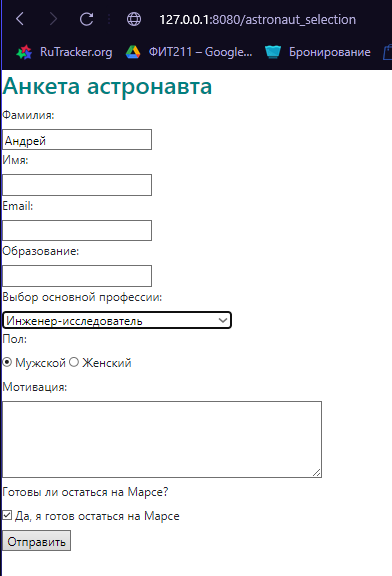 127.0.0.1:8080/astronaut_selection
RuTracker.org ФИТ211 – Google... Бронирование
Анкета астронавта
Фамилия:
Андрей
Имя:
Email:
Образование:
Выбор основной профессии:
Инженер-исследователь
Пол:
Мужской Женский
Мотивация:
Готовы ли остаться на Марсе?
Да, я готов остаться на Марсе
Отправить